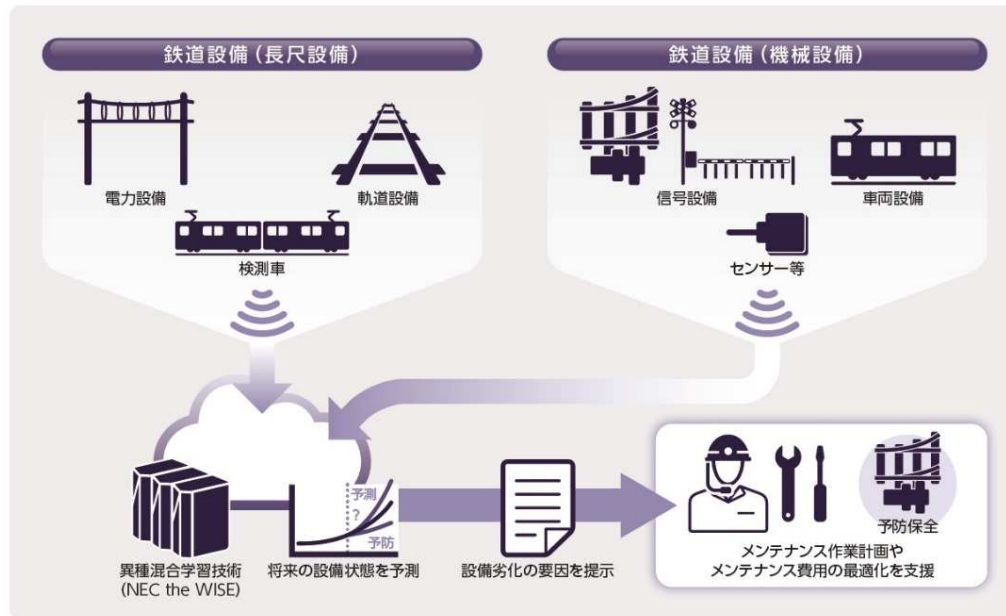 鉄道設備（長尺設備）
鉄道設備（機械設備）
電力設備
軌道設備
検測車
信号設備
車両設備
センサー等
予測
?
予防
異種混合学習技術
(NEC the WISE)
将来の設備状態を予測
設備劣化の要因を提示
予防保全
メンテナンス作業計画や
メンテナンス費用の最適化を支援